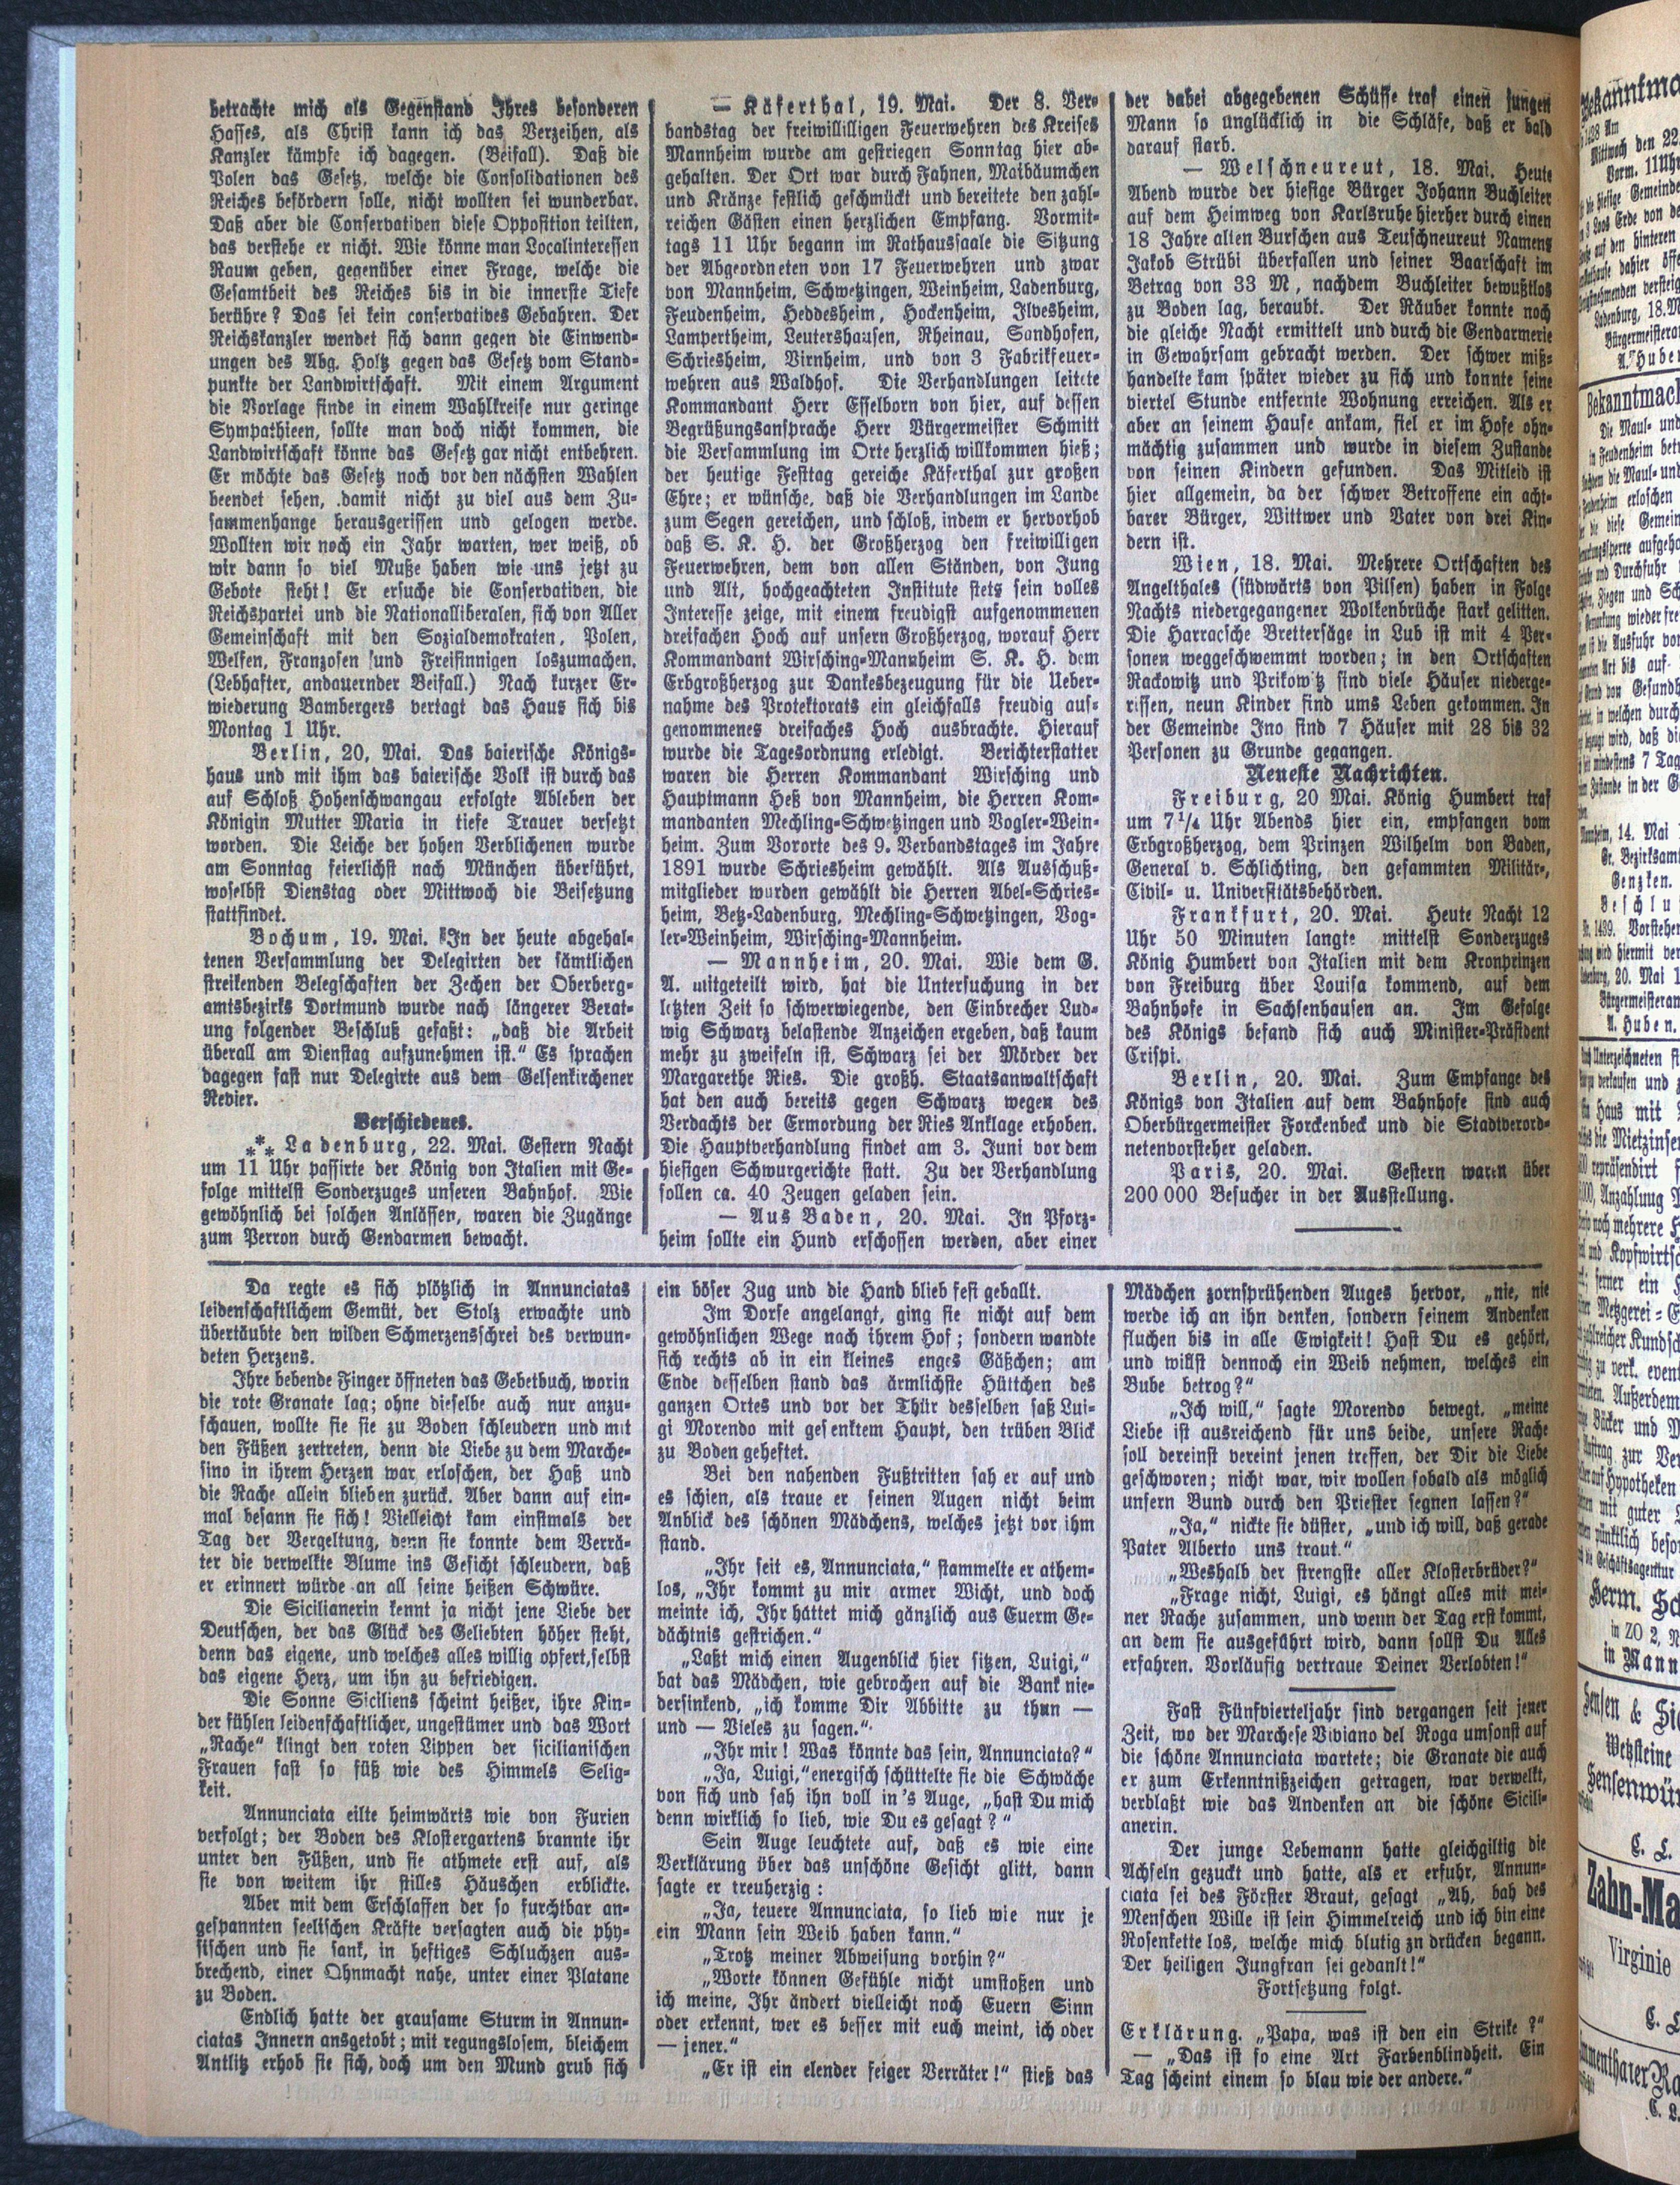 betrachte mich als Gegenstand Ihres besonderen
Hasses, als Christ kann ich das Verzeihen, als
Kanzler kämpfe ich dagegen. (Beifall). Daß die
Polen das Gesetz, welche die Consolidationen des
Reiches befördern solle, nicht wollten sei wunderbar.
Daß aber die Conservativen diese Opposition teilten,
das verstehe er nicht. Wie könne man Localinteressen
Raum geben, gegenüber einer Frage, welche die
Gesamtheit des Reiches bis in die innerste Tiefe
berühre? Das sei kein conservatives Gebahren. Der
Reichskanzler wendet sich dann gegen die Einwend-
ungen des Abg. Holtz gegen das Gesetz vom Stand-
punkte der Landwirtschaft. Mit einem Argument
die Vorlage finde in einem Wahlkreise nur geringe
Sympathieen, sollte man doch nicht kommen, die
Landwirtschaft könne das Gesetz gar nicht entbehren.
Er möchte das Gesetz noch vor den nächsten Wahlen
beendet sehen, damit nicht zu viel aus dem Zu-
sammenhange herausgerissen und gelogen werde.
Wollten wir noch ein Jahr warten, wer weiß, ob
wir dann so viel Muße haben wie uns jetzt zu
Gebote steht! Er ersuche die Conservativen, die
Reichspartei und die Nationalliberalen, sich von Aller
Gemeinschaft mit den Sozialdemokraten, Polen,
Welfen, Franzosen und Freisinnigen loszumachen.
(Lebhafter, andauernder Beifall.) Nach kurzer Er-
wiederung Bambergers vertagt das Haus sich bis
Montag 1 Uhr.
Berlin, 20, Mai. Das baierische Königs-
haus und mit ihm das baierische Volk ist durch das
auf Schloß Hohenschwangau erfolgte Ableben der
Königin Mutter Maria in tiefe Trauer versetzt
worden. Die Leiche der hohen Verblichenen wurde
am Sonntag feierlichst nach München überführt,
woselbst Dienstag oder Mittwoch die Beisetzung
stattfindet.
Bochum, 19. Mai. In der heute abgehal-
tenen Versammlung der Delegirten der sämtlichen
streikenden Belegschaften der Zechen der Oberberg-
amtsbezirks Dortmund wurde nach längerer Berat-
ung folgender Beschluß gefaßt: „daß die Arbeit
überall am Dienstag aufzunehmen ist.“ Es sprachen
dagegen fast nur Delegirte aus dem Gelsenkirchener
Revier.
Verschiedenes.
*** Ladenburg, 22. Mai. Gestern Nacht
um 11 Uhr passirte der König von Italien mit Ge-
folge mittelst Sonderzuges unseren Bahnhof. Wie
gewöhnlich bei solchen Anlässen, waren die Zugänge
zum Perron durch Gendarmen bewacht.
— Käferthal, 19. Mai. Der 8. Ver-
bandstag der freiwillilligen Feuerwehren des Kreises
Mannheim wurde am gestriegen Sonntag hier ab-
gehalten. Der Ort war durch Fahnen, Maibäumchen
und Kränze festlich geschmückt und bereitete den zahl-
reichen Gästen einen herzlichen Empfang. Vormit-
tags 11 Uhr begann im Rathaussaale die Sitzung
der Abgeordneten von 17 Feuerwehren und zwar
von Mannheim, Schwetzingen, Weinheim, Ladenburg,
Feudenheim, Heddesheim, Hockenheim, Ilvesheim,
Lampertheim, Leutershausen, Rheinau, Sandhofen,
Schriesheim, Virnheim, und von 3 Fabrikfeuer-
wehren aus Waldhof. Die Verhandlungen leitete
Kommandant Herr Esselborn von hier, auf dessen
Begrüßungsansprache Herr Bürgermeister Schmitt
die Versammlung im Orte herzlich willkommen hieß;
der heutige Festtag gereiche Käferthal zur großen
Ehre; er wünsche, daß die Verhandlungen im Lande
zum Segen gereichen, und schloß, indem er hervorhob
daß S. K. H. der Großherzog den freiwilligen
Feuerwehren, dem von allen Ständen, von Jung
und Alt, hochgeachteten Institute stets sein volles
Interesse zeige, mit einem freudigst aufgenommenen
dreifachen Hoch auf unsern Großherzog, worauf Herr
Kommandant Wirsching-Mannheim S. K. H. dem
Erbgroßherzog zur Dankesbezeugung für die Ueber-
nahme des Protektorats ein gleichfalls freudig auf-
genommenes dreifaches Hoch ausbrachte. Hierauf
wurde die Tagesordnung erledigt. Berichterstatter
waren die Herren Kommandant Wirsching und
Hauptmann Heß von Mannheim, die Herren Kom-
mandanten Mechling-Schwetzingen und Vogler-Wein-
heim. Zum Vororte des 9. Verbandstages im Jahre
1891 wurde Schriesheim gewählt. Als Ausschuß-
mitglieder wurden gewählt die Herren Abel-Schries-
heim, Betz-Ladenburg, Mechling-Schwetzingen, Vog-
ler-Weinheim, Wirsching-Mannheim.
— Mannheim, 20. Mai. Wie dem G.
A. mitgeteilt wird, hat die Untersuchung in der
letzten Zeit so schwerwiegende, den Einbrecher Lud-
wig Schwarz belastende Anzeichen ergeben, daß kaum
mehr zu zweifeln ist, Schwarz sei der Mörder der
Margarethe Ries. Die großh. Staatsanwaltschaft
hat den auch bereits gegen Schwarz wegen des
Verdachts der Ermordung der Ries Anklage erhoben.
Die Hauptverhandlung findet am 3. Juni vor dem
hiesigen Schwurgerichte statt. Zu der Verhandlung
sollen ca. 40 Zeugen geladen sein.
— Aus Baden, 20. Mai. In Pforz-
heim sollte ein Hund erschossen werden, aber einer
der dabei abgegebenen Schüsse traf einen jungen
Mann so unglücklich in die Schläfe, daß er bald
darauf starb.
— Welschneureut, 18. Mai. Heute
Abend wurde der hiesige Bürger Johann Buchleiter
auf dem Heimweg von Karlsruhe hierher durch einen
18 Jahre alten Burschen aus Teuschneureut Namens
Jakob Strübi überfallen und seiner Baarschaft im
Betrag von 33 M, nachdem Buchleiter bewußtlos
zu Boden lag, beraubt. Der Räuber konnte noch
die gleiche Nacht ermittelt und durch die Gendarmerie
in Gewahrsam gebracht werden. Der schwer miß-
handelte kam später wieder zu sich und konnte seine
viertel Stunde entfernte Wohnung erreichen. Als er
aber an seinem Hause ankam, fiel er im Hofe ohn-
mächtig zusammen und wurde in diesem Zustande
von seinen Kindern gefunden. Das Mitleid ist
hier allgemein, da der schwer Betroffene ein acht-
barer Bürger, Wittwer und Vater von drei Kin-
dern ist.
Wien, 18. Mai. Mehrere Ortschaften des
Angelthales (südwärts von Pilsen) haben in Folge
Nachts niedergegangener Wolkenbrüche stark gelitten.
Die Harracsche Brettersäge in Lub ist mit 4 Per-
sonen weggeschwemmt worden; in den Ortschaften
Rackowitz und Prikowitz sind viele Häuser niederge-
rissen, neun Kinder sind ums Leben gekommen. In
der Gemeinde Ino sind 7 Häuser mit 28 bis 32
Personen zu Grunde gegangen.
Neueste Nachrichten.
Freiburg, 20 Mai. König Humbert traf
um 7¼ Uhr Abends hier ein, empfangen vom
Erbgroßherzog, dem Prinzen Wilhelm von Baden,
General v. Schlichting, den gesammten Militär-,
Civil- u. Universitätsbehörden.
Frankfurt, 20. Mai. Heute Nacht 12
Uhr 50 Minuten langte mittelst Sonderzuges
König Humbert von Italien mit dem Kronprinzen
von Freiburg über Louisa kommend, auf dem
Bahnhofe in Sachsenhausen an. Im Gefolge
des Königs befand sich auch Minister-Präsident
Crispi.
Berlin, 20. Mai. Zum Empfange des
Königs von Italien auf dem Bahnhofe sind auch
Oberbürgermeister Forckenbeck und die Stadtverord-
netenvorsteher geladen.
Paris, 20. Mai. Gestern waren über
200 000 Besucher in der Ausstellung.
Da regte es sich plötzlich in Annunciatas
leidenschaftlichem Gemüt, der Stolz erwachte und
übertäubte den wilden Schmerzensschrei des verwun-
deten Herzens.
Ihre bebende Finger öffneten das Gebetbuch, worin
die rote Granate lag; ohne dieselbe auch nur anzu-
schauen, wollte sie sie zu Boden schleudern und mit
den Füßen zertreten, denn die Liebe zu dem Marche-
sino in ihrem Herzen war erloschen, der Haß und
die Rache allein blieben zurück. Aber dann auf ein-
mal besann sie sich! Vielleicht kam einstmals der
Tag der Vergeltung, denn sie konnte dem Verrä-
ter die verwelkte Blume ins Gesicht schleudern, daß
er erinnert würde an all seine heißen Schwüre.
Die Sicilianerin kennt ja nicht jene Liebe der
Deutschen, der das Glück des Geliebten höher steht,
denn das eigene, und welches alles willig opfert, selbst
das eigene Herz, um ihn zu befriedigen.
Die Sonne Siciliens scheint heißer, ihre Kin-
der fühlen leidenschaftlicher, ungestümer und das Wort
„Rache“ klingt den roten Lippen der sicilianischen
Frauen fast so füß wie des Himmels Selig-
keit.
Annunciata eilte heimwärts wie von Furien
verfolgt; der Boden des Klostergartens brannte ihr
unter den Füßen, und sie athmete erst auf, als
sie von weitem ihr stilles Häuschen erblickte.
Aber mit dem Erschlaffen der so furchtbar an-
gespannten seelischen Kräfte versagten auch die phy-
sischen und sie sank, in heftiges Schluchzen aus-
brechend, einer Ohnmacht nahe, unter einer Platane
zu Boden.
Endlich hatte der grausame Sturm in Annun-
ciatas Innern ansgetobt; mit regungslosem, bleichem
Antlitz erhob sie sich, doch um den Mund grub sich
ein böser Zug und die Hand blieb fest geballt.
Im Dorfe angelangt, ging sie nicht auf dem
gewöhnlichen Wege nach ihrem Hof; sondern wandte
sich rechts ab in ein kleines enges Gäßchen; am
Ende desselben stand das ärmlichste Hüttchen des
ganzen Ortes und vor der Thür desselben saß Lui-
gi Morendo mit gesenktem Haupt, den trüben Blick
zu Boden geheftet.
Bei den nahenden Fußtritten sah er auf und
es schien, als traue er seinen Augen nicht beim
Anblick des schönen Mädchens, welches jetzt vor ihm
stand.
„Ihr seit es, Annunciata,“ stammelte er athem-
los, „Ihr kommt zu mir armer Wicht, und doch
meinte ich, Ihr hättet mich gänzlich aus Euerm Ge-
dächtnis gestrichen.“
„Laßt mich einen Augenblick hier sitzen, Luigi,“
bat das Mädchen, wie gebrochen auf die Bank nie-
dersinkend, „ich komme Dir Abbitte zu thun —
und — Vieles zu sagen.“
„Ihr mir! Was könnte das sein, Annunciata?“
„Ja, Luigi,“ energisch schüttelte sie die Schwäche
von sich und sah ihn voll in's Auge, „hast Du mich
denn wirklich so lieb, wie Du es gesagt?“
Sein Auge leuchtete auf, daß es wie eine
Verklärung über das unschöne Gesicht glitt, dann
sagte er treuherzig:
„Ja, teuere Annunciata, so lieb wie nur je
ein Mann sein Weib haben kann.“
„Trotz meiner Abweisung vorhin?“
„Worte können Gefühle nicht umstoßen und
ich meine, Ihr ändert vielleicht noch Euern Sinn
oder erkennt, wer es besser mit euch meint, ich oder
— jener.“
„Er ist ein elender feiger Verräter!“ stieß das
Mädchen zornsprühenden Auges hervor, „nie, nie
werde ich an ihn denken, sondern seinem Andenken
fluchen bis in alle Ewigkeit! Hast Du es gehört,
und willst dennoch ein Weib nehmen, welches ein
Bube betrog?“
„Ich will,“ sagte Morendo bewegt, „meine
Liebe ist ausreichend für uns beide, unsere Rache
soll dereinst vereint jenen treffen, der Dir die Liebe
geschworen; nicht war, wir wollen sobald als möglich
unsern Bund durch den Priester segnen lassen?“
„Ja,“ nickte sie düster, „und ich will, daß gerade
Pater Alberto uns traut.“
„Weshalb der strengste aller Klosterbrüder?“
„Frage nicht, Luigi, es hängt alles mit mei-
ner Rache zusammen, und wenn der Tag erst kommt,
an dem sie ausgeführt wird, dann sollst Du Alles
erfahren. Vorläufig vertraue Deiner Verlobten!“
Fast Fünfvierteljahr sind vergangen seit jener
Zeit, wo der Marchese Viviano del Roga umsonst auf
die schöne Annunciata wartete; die Granate die auch
er zum Erkenntnißzeichen getragen, war verwelkt,
verblaßt wie das Andenken an die schöne Sicili-
anerin.
Der junge Lebemann hatte gleichgiltig die
Achseln gezuckt und hatte, als er erfuhr, Annun-
ciata sei des Förster Braut, gesagt „Ah, bah des
Menschen Wille ist sein Himmelreich und ich bin eine
Rosenkette los, welche mich blutig zn drücken begann.
Der heiligen Jungfran sei gedankt!“
Fortsetzung folgt.
Erklärung. „Papa, was ist den ein Strike?“
— „Das ist so eine Art Farbenblindheit. Ein
Tag scheint einem so blau wie der andere.“
Mittwoch den 22.
Vorm. 11 Uhr
Bekanntmach
Die Maul- und
in Feudenheim
Mannheim, 14. Mai
Gr. Bezirksamt
Genzken.
Beschlu
A. Huben.
Herm. Sc
in ZO 2, N
in Mann
Sensen & Si
Wetzsteine
Sensenwür
C. L.
Zahn-Ma
Virginie
C. L